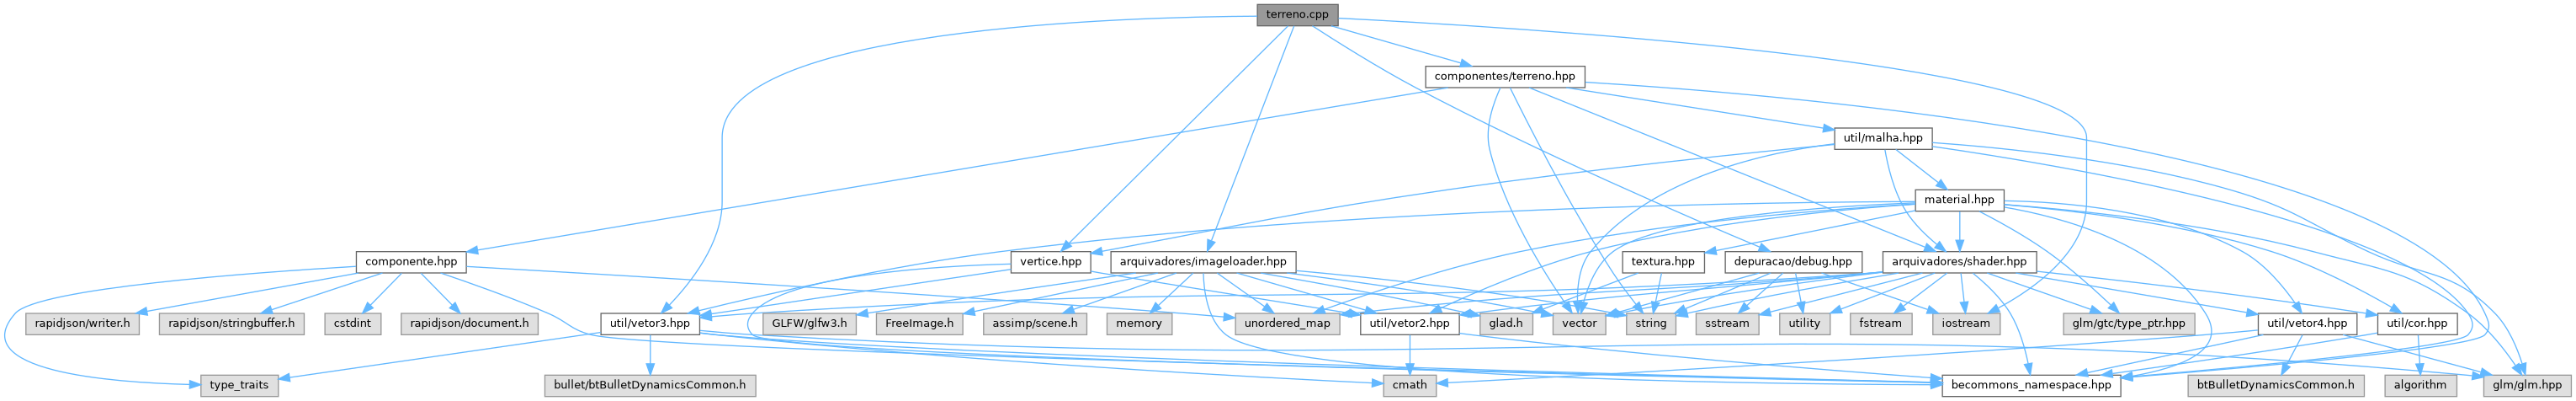 terreno.cpp
componentes/terreno.hpp
util/malha.hpp
material.hpp
componente.hpp
vertice.hpp
arquivadores/imageloader.hpp
textura.hpp
depuracao/debug.hpp
arquivadores/shader.hpp
rapidjson/writer.h
rapidjson/stringbuffer.h
cstdint
rapidjson/document.h
util/vetor3.hpp
GLFW/glfw3.h
FreeImage.h
assimp/scene.h
memory
unordered_map
util/vetor2.hpp
glad.h
vector
string
sstream
utility
fstream
iostream
glm/gtc/type_ptr.hpp
util/vetor4.hpp
util/cor.hpp
type_traits
bullet/btBulletDynamicsCommon.h
cmath
becommons_namespace.hpp
btBulletDynamicsCommon.h
algorithm
glm/glm.hpp